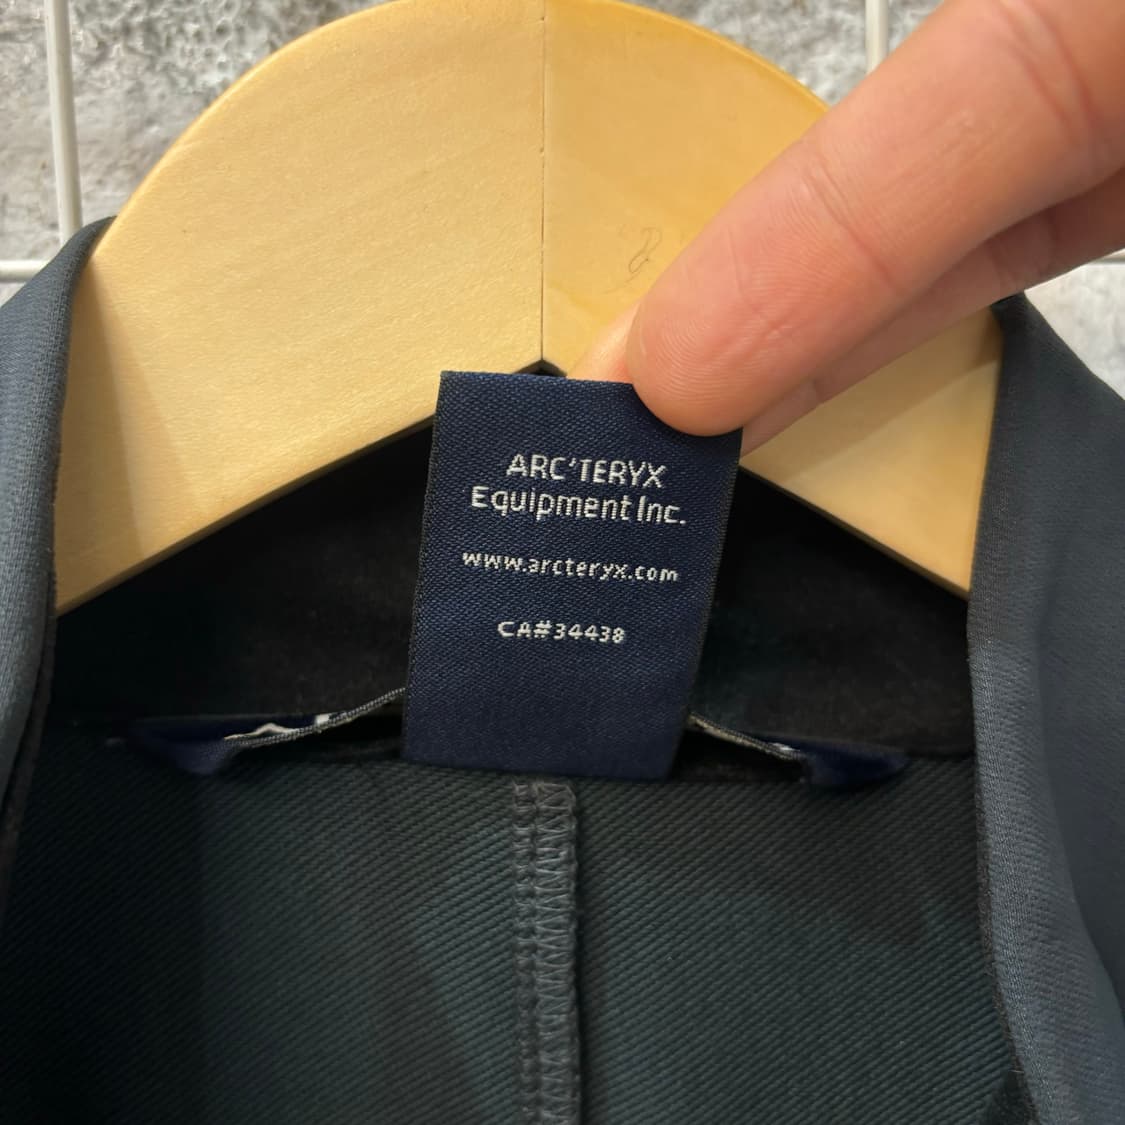 ARC'TERYX
Equipment Inc.
www.arcteryx.com
CA#34438